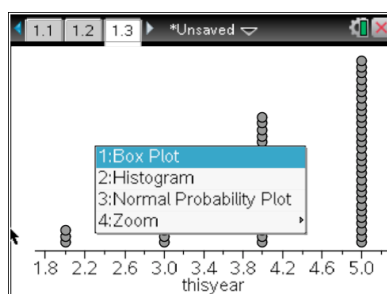 1.1 1.2 1.3 *Unsaved
1:Box Plot
2:Histogram
3:Normal Probability Plot
4:Zoom
1.8 2.2 2.6 3.0 3.4 3.8 4.2 4.6 5.0
thisyear